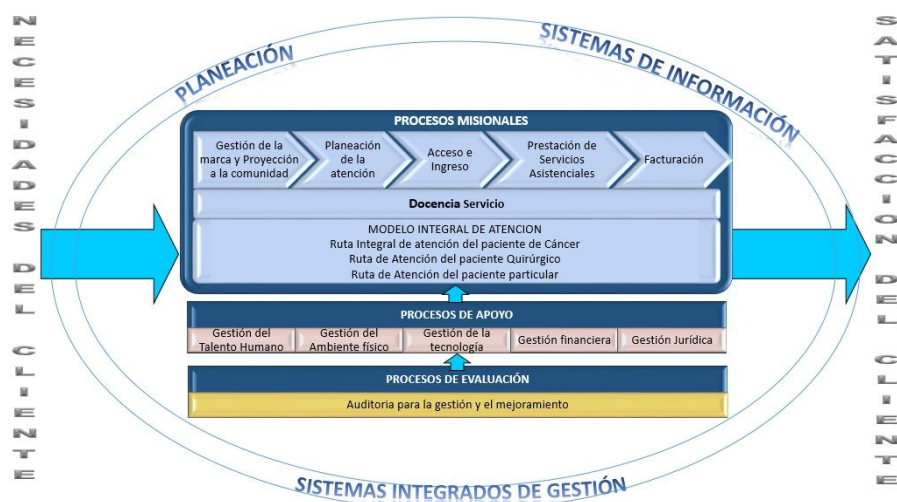 NECESIDADES DEL CLIENTE
PLANEACIÓN
SISTEMAS DE INFORMACIÓN
SATISFACCION DEL CLIENTE
PROCESOS MISIONALES
Gestión de la
marca y Proyección
a la comunidad
Planeación
de la
atención
Acceso e
Ingreso
Prestación de
Servicios
Asistenciales
Facturación
Docencia Servicio
MODELO INTEGRAL DE ATENCION
Ruta Integral de atención del paciente de Cáncer
Ruta de Atención del paciente Quirúrgico
Ruta de Atención del paciente particular
PROCESOS DE APOYO
Gestión del
Talento Humano
Gestión del
Ambiente físico
Gestión de la
tecnología
Gestión financiera
Gestión Jurídica
PROCESOS DE EVALUACIÓN
Auditoria para la gestión y el mejoramiento
SISTEMAS INTEGRADOS DE GESTIÓN